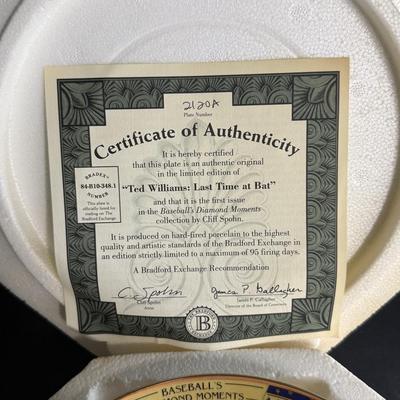 2120A
Plate Number
Certificate of Authenticity
BRADEX
84-B10-348.1
NUMBER
This plate is
officially listed for
trading on The
Bradford Exchange
It is hereby certified
that this plate is an authentic original
in the limited edition of
“Ted Williams: Last Time at Bat”
and that it is the first issue
in the Baseball's Diamond Moments
collection by Cliff Spohn.
It is produced on hard-fired porcelain to the highest
quality and artistic standards of the Bradford Exchange in
an edition strictly limited to a maximum of 95 firing days.
A Bradford Exchange Recommendation
C. Spohn
James P. Gallagher
Cliff Spohn
Artist
James P. Gallagher
Director of the Board of Governors
B
BASEBALL'S
MOND MOMENTS